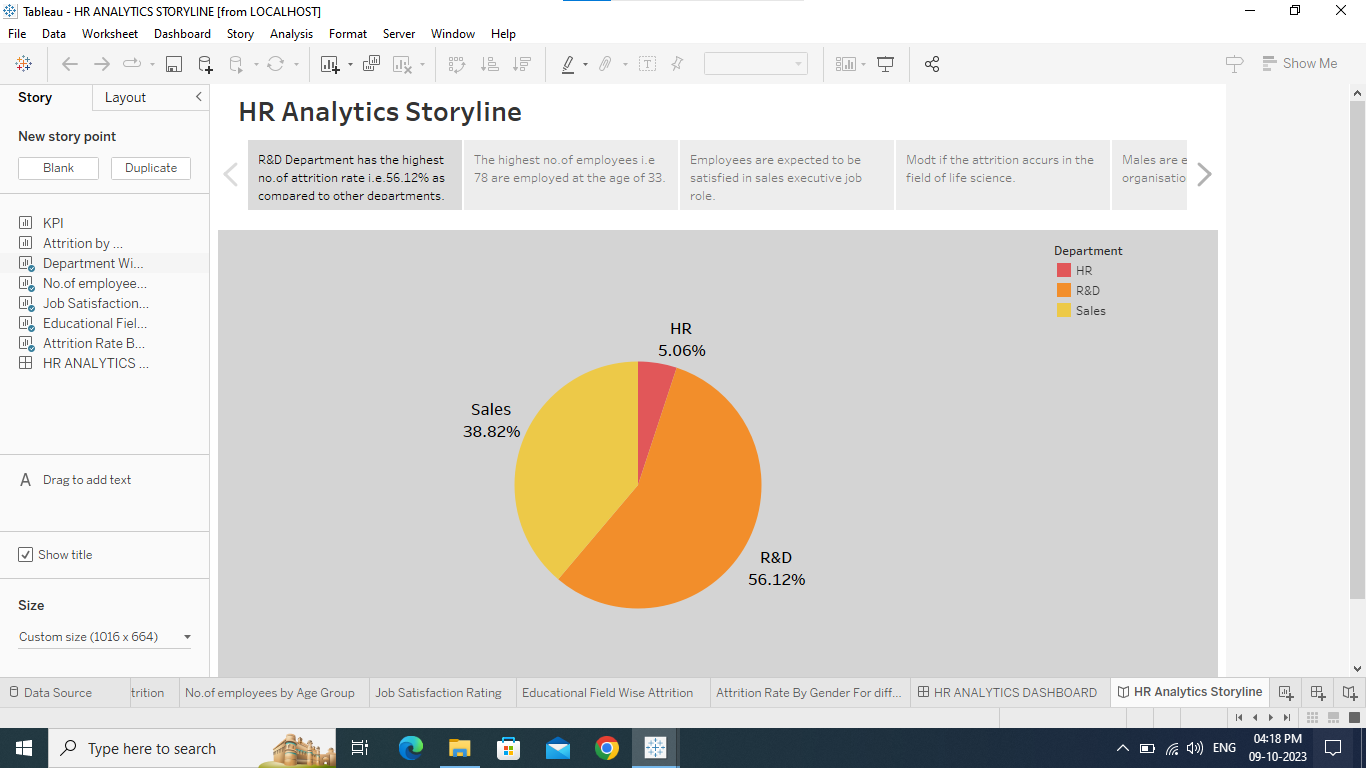 Tableau - HR ANALYTICS STORYLINE [from LOCALHOST]
File Data Worksheet Dashboard Story Analysis Format Server Window Help
Show Me
Story Layout
New story point
Blank Duplicate
KPI
Attrition by ...
Department Wi...
No.of employee...
Job Satisfaction...
Educational Fiel...
Attrition Rate B...
HR ANALYTICS ...
A Drag to add text
Show title
Size
Custom size (1016 x 664)
HR Analytics Storyline
R&D Department has the highest
no.of attrition rate i.e.56.12% as
compared to other departments.
The highest no.of employees i.e
78 are employed at the age of 33.
Employees are expected to be
satisfied in sales executive job
role.
Modt if the attrition accurs in the
field of life science.
Males are e
organisatio
Department
HR
R&D
Sales
HR
5.06%
Sales
38.82%
R&D
56.12%
Data Source trition No.of employees by Age Group Job Satisfaction Rating Educational Field Wise Attrition Attrition Rate By Gender For diff... HR ANALYTICS DASHBOARD HR Analytics Storyline
Type here to search
ENG
04:18 PM
09-10-2023